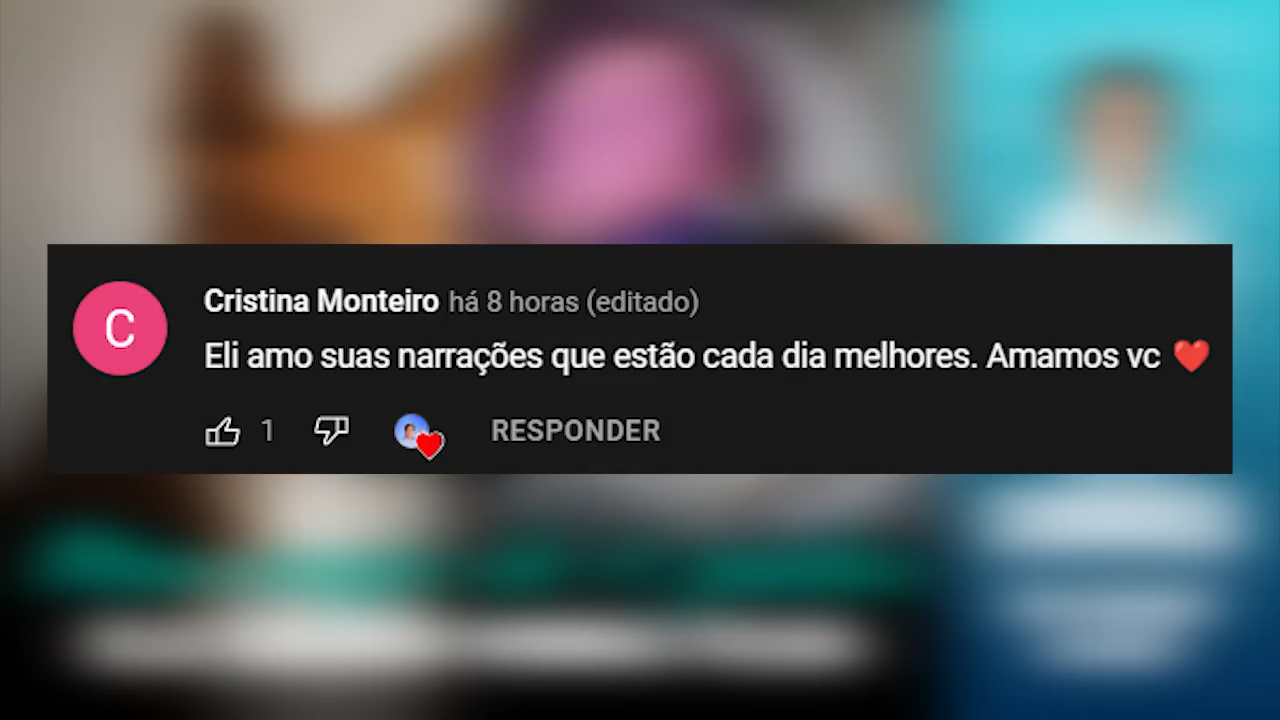 C
Cristina Monteiro há 8 horas (editado)
Eli amo suas narrações que estão cada dia melhores. Amamos vc ❤️
1 RESPONDER